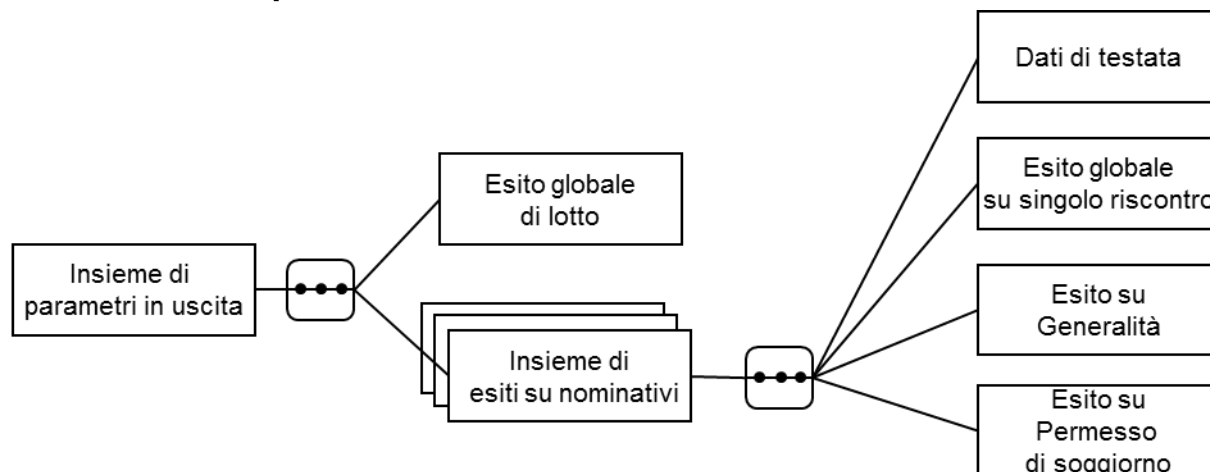 Dati di testata
Esito globale
su singolo riscontro
Esito globale
di lotto
Insieme di
parametri in uscita
Esito su
Generalità
Insieme di
esiti su nominativi
Esito su
Permesso
di soggiorno